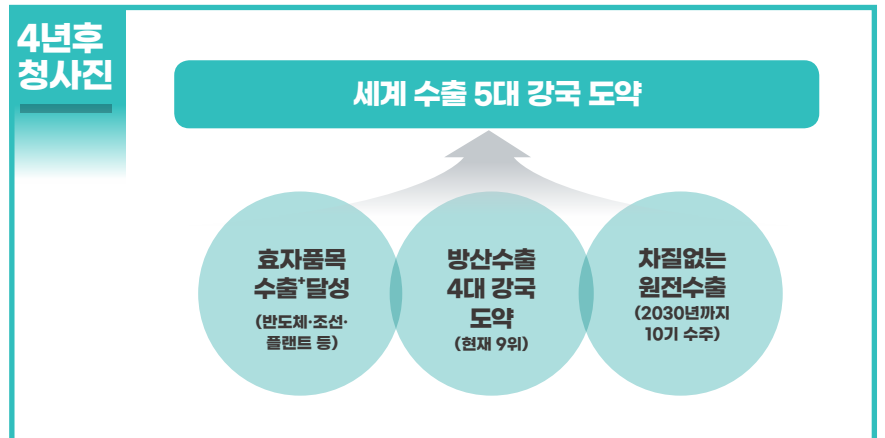 4년후
청사진
세계 수출 5대 강국 도약
효자품목
수출⁺달성
(반도체·조선·
플랜트 등)
방산수출
4대 강국
도약
(현재 9위)
차질없는
원전수출
(2030년까지
10기 수주)